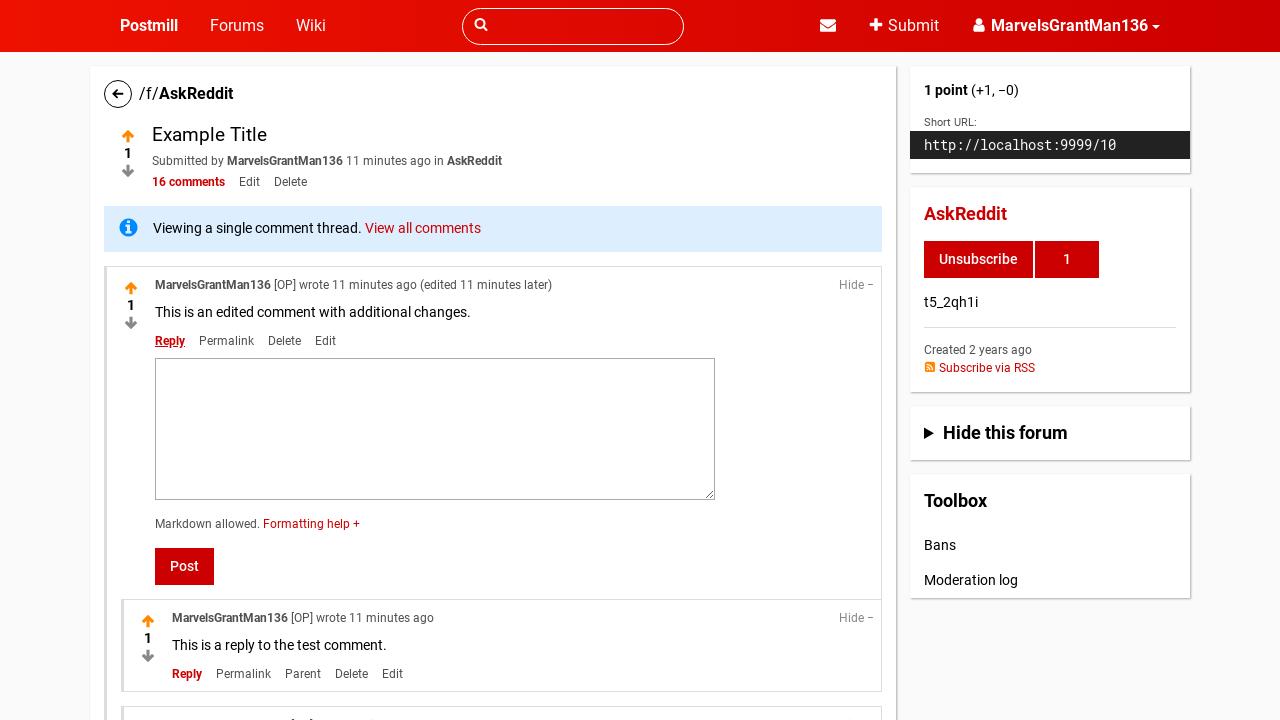 Postmill Forums Wiki Submit MarvelsGrantMan136
/f/AskReddit
1
Example Title
Submitted by MarvelsGrantMan136 11 minutes ago in AskReddit
16 comments Edit Delete
Viewing a single comment thread. View all comments
1
MarvelsGrantMan136 [OP] wrote 11 minutes ago (edited 11 minutes later) Hide −
This is an edited comment with additional changes.
Reply Permalink Delete Edit
Markdown allowed. Formatting help +
Post
1
MarvelsGrantMan136 [OP] wrote 11 minutes ago Hide −
This is a reply to the test comment.
Reply Permalink Parent Delete Edit
1 point (+1, −0)
Short URL:
http://localhost:9999/10
AskReddit
Unsubscribe 1
t5_2qh1i
Created 2 years ago
Subscribe via RSS
Hide this forum
Toolbox
Bans
Moderation log